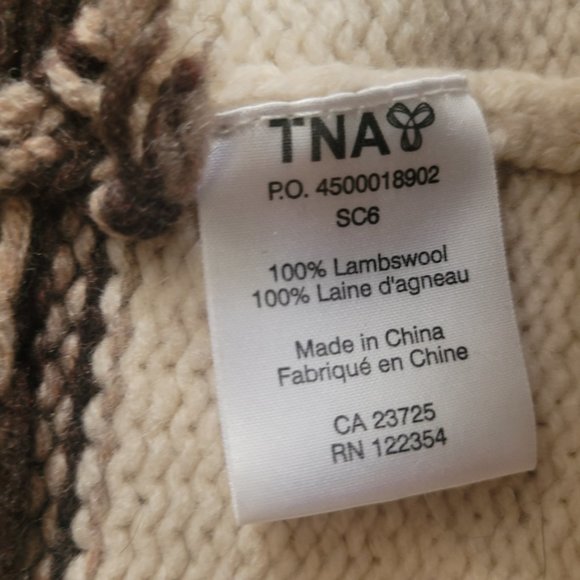 TNA
P.O. 4500018902
SC6
100% Lambswool
100% Laine d'agneau
Made in China
Fabriqué en Chine
CA 23725
RN 122354